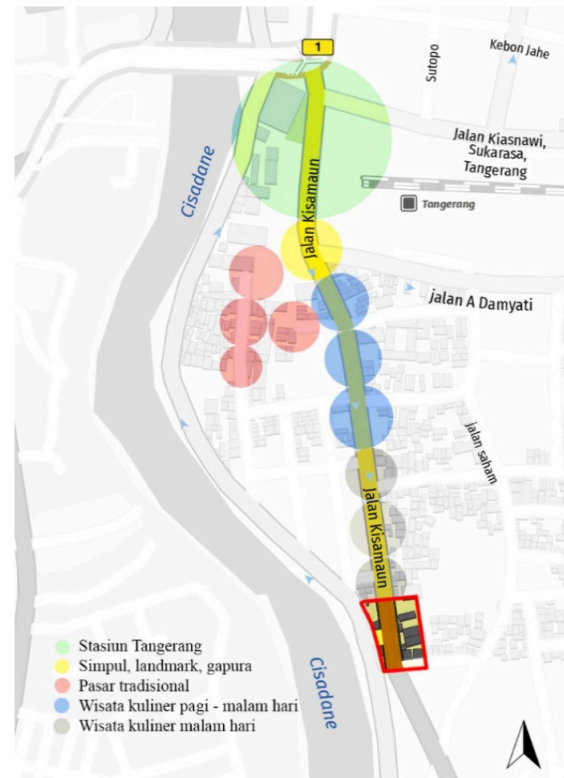 1
Kebon Jahe
Sutopo
Jalan Kiasnawi,
Sukarasa,
Tangerang
Cisadane
Jalan Kisamaun
Tangerang
jalan A Damyati
jalan saham
Jalan Kisamaun
Cisadane
Stasiun Tangerang
Simpul, landmark, gapura
Pasar tradisional
Wisata kuliner pagi - malam hari
Wisata kuliner malam hari